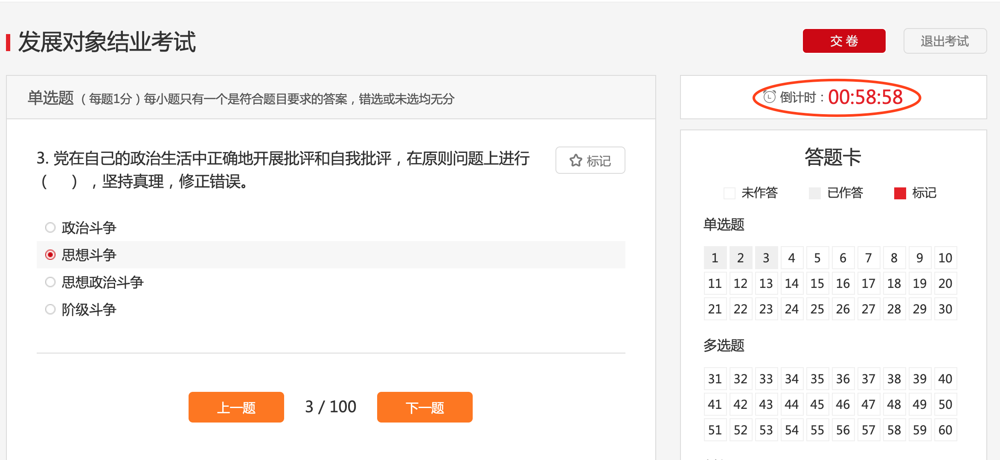 发展对象结业考试
交 卷
退出考试
单选题（每题1分）每小题只有一个是符合题目要求的答案，错选或未选均无分
倒计时：00:58:58
3. 党在自己的政治生活中正确地开展批评和自我批评，在原则问题上进行
（　　），坚持真理，修正错误。
标记
政治斗争
思想斗争
思想政治斗争
阶级斗争
上一题
3 / 100
下一题
答题卡
未作答 已作答 标记
单选题
1 2 3 4 5 6 7 8 9 10
11 12 13 14 15 16 17 18 19 20
21 22 23 24 25 26 27 28 29 30
多选题
31 32 33 34 35 36 37 38 39 40
41 42 43 44 45 46 47 48 49 50
51 52 53 54 55 56 57 58 59 60